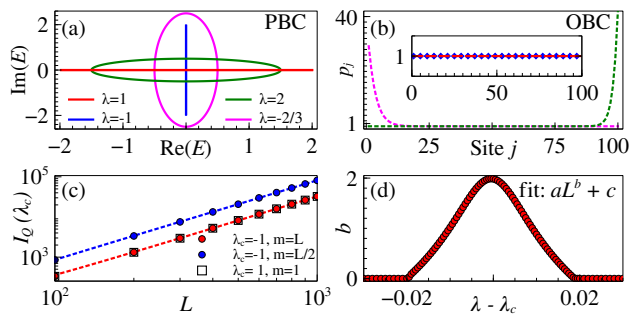 (a) PBC
Im(E)
2
0
−2
λ=1
λ=-1
λ=2
λ=-2/3
−2 −1 0 1 2
Re(E)
(b) OBC
p_j
40
1
1
0 50 100
1 25 50 75 100
Site j
(c)
I_Q (λ_c)
10^5
10^3
λ_c=-1, m=L
λ_c=-1, m=L/2
λ_c= 1, m=1
10^2 10^3
L
(d) fit: aL^b + c
b
2
0
−0.02 0.02
λ - λ_c